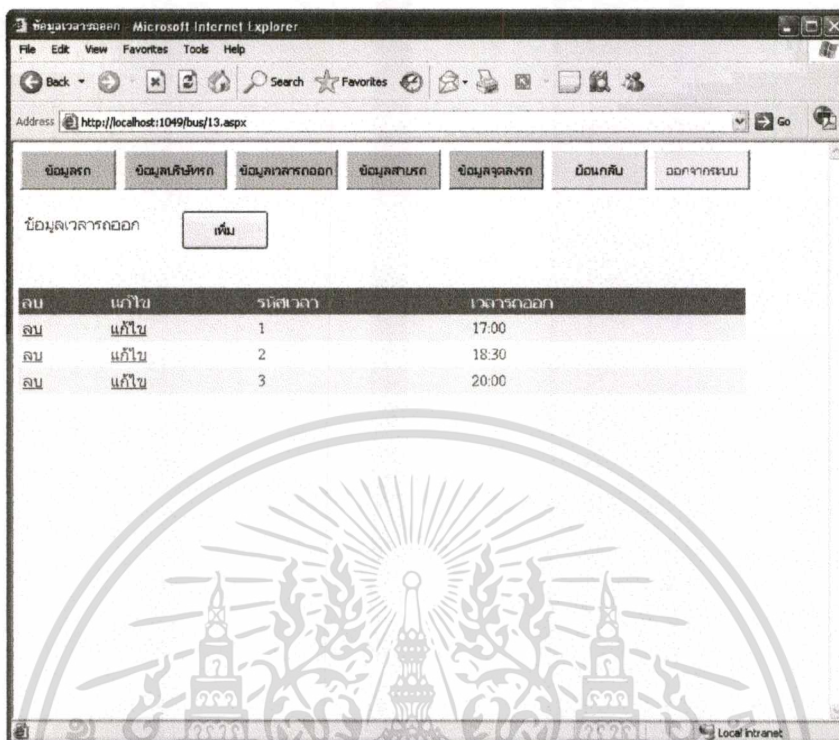 ข้อมูลเวลารถออก - Microsoft Internet Explorer
File Edit View Favorites Tools Help
Back Search Favorites
Address http://localhost:1049/bus/13.aspx Go
ข้อมูลรถ ข้อมูลบริษัทรถ ข้อมูลเวลารถออก ข้อมูลสายรถ ข้อมูลจุดลงรถ ย้อนกลับ ออกจากระบบ
ข้อมูลเวลารถออก เพิ่ม
ลบ แก้ไข รหัสเวลา เวลารถออก
ลบ แก้ไข 1 17:00
ลบ แก้ไข 2 18:30
ลบ แก้ไข 3 20:00
Local intranet